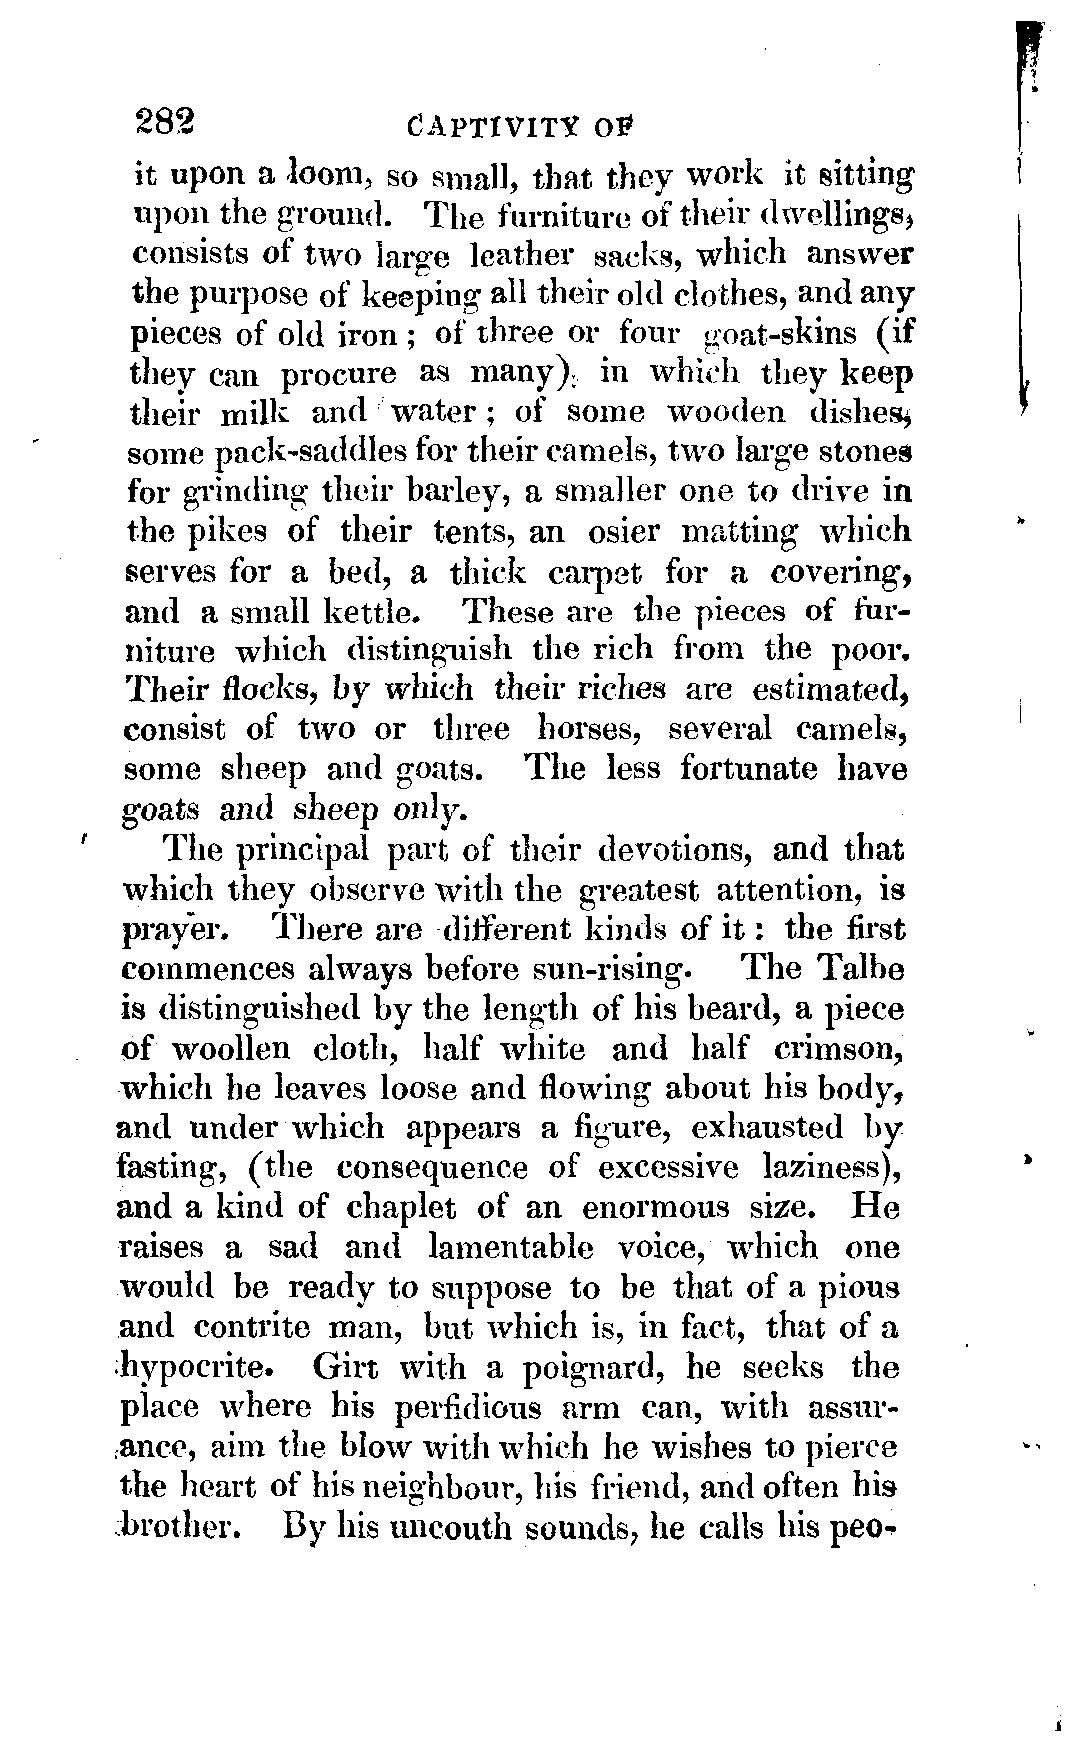 282 CAPTIVITY OF
it upon a loom, so small, that they work it sitting
upon the ground. The furniture of their dwellings,
consists of two large leather sacks, which answer
the purpose of keeping all their old clothes, and any
pieces of old iron ; of three or four goat-skins (if
they can procure as many), in which they keep
their milk and water ; of some wooden dishes,
some pack-saddles for their camels, two large stones
for grinding their barley, a smaller one to drive in
the pikes of their tents, an osier matting which
serves for a bed, a thick carpet for a covering,
and a small kettle. These are the pieces of fur-
niture which distinguish the rich from the poor.
Their flocks, by which their riches are estimated,
consist of two or three horses, several camels,
some sheep and goats. The less fortunate have
goats and sheep only.
The principal part of their devotions, and that
which they observe with the greatest attention, is
prayer. There are different kinds of it : the first
commences always before sun-rising. The Talbe
is distinguished by the length of his beard, a piece
of woollen cloth, half white and half crimson,
which he leaves loose and flowing about his body,
and under which appears a figure, exhausted by
fasting, (the consequence of excessive laziness),
and a kind of chaplet of an enormous size. He
raises a sad and lamentable voice, which one
would be ready to suppose to be that of a pious
and contrite man, but which is, in fact, that of a
hypocrite. Girt with a poignard, he seeks the
place where his perfidious arm can, with assur-
ance, aim the blow with which he wishes to pierce
the heart of his neighbour, his friend, and often his
brother. By his uncouth sounds, he calls his peo-